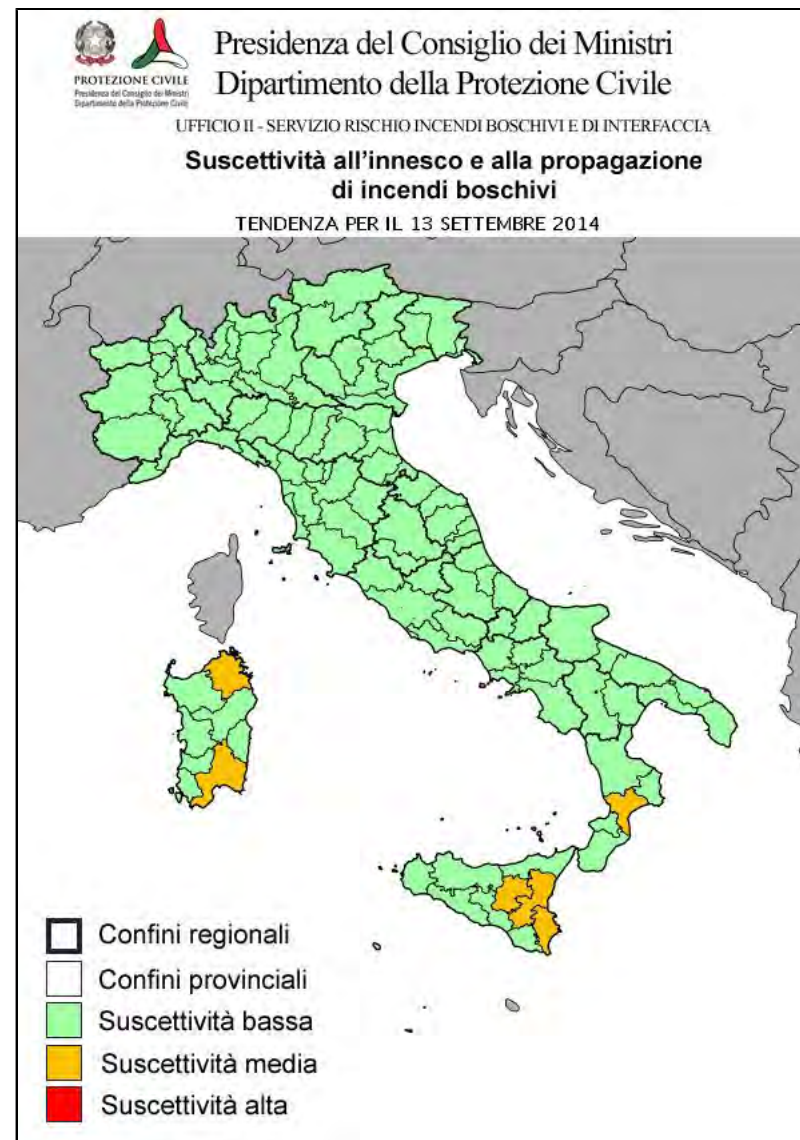 Presidenza del Consiglio dei Ministri
Dipartimento della Protezione Civile
PROTEZIONE CIVILE
Presidenza del Consiglio dei Ministri
Dipartimento della Protezione Civile
UFFICIO II - SERVIZIO RISCHIO INCENDI BOSCHIVI E DI INTERFACCIA
Suscettività all'innesco e alla propagazione
di incendi boschivi
TENDENZA PER IL 13 SETTEMBRE 2014
Confini regionali
Confini provinciali
Suscettività bassa
Suscettività media
Suscettività alta